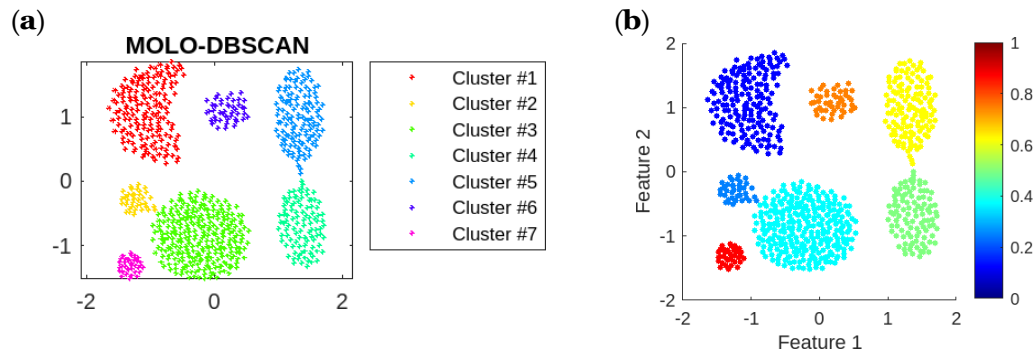 (a)
MOLO-DBSCAN
1
0
-1
-2
0
2
Cluster #1
Cluster #2
Cluster #3
Cluster #4
Cluster #5
Cluster #6
Cluster #7
(b)
Feature 2
2
1
0
-1
-2
-2
-1
0
1
2
Feature 1
1
0.8
0.6
0.4
0.2
0